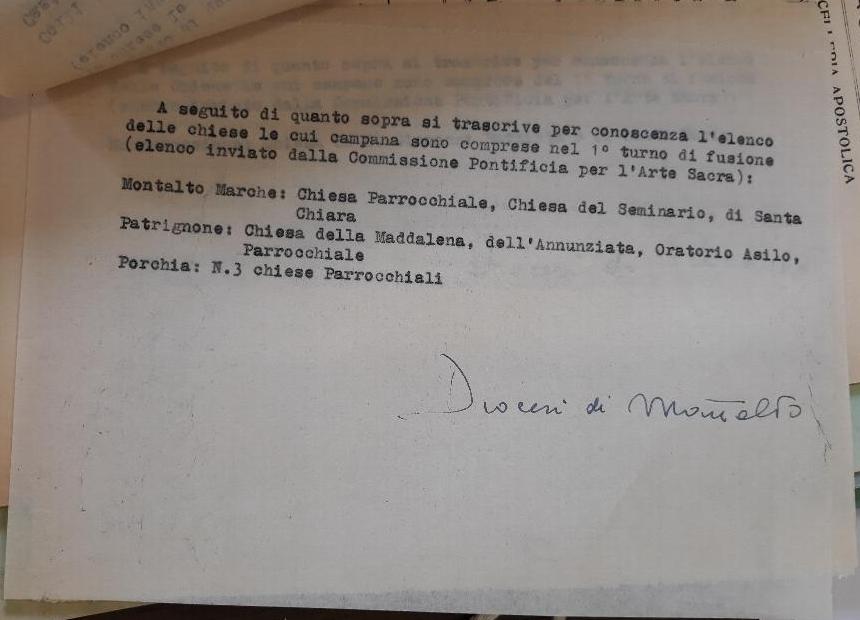 CELLERIA APOSTOLICA
A seguito di quanto sopra si trascrive per conoscenza l'elenco
delle chiese le cui campana sono comprese nel 1° turno di fusione
(elenco inviato dalla Commissione Pontificia per l'Arte Sacra):
Montalto Marche: Chiesa Parrocchiale, Chiesa del Seminario, di Santa
Chiara
Patrignone: Chiesa della Maddalena, dell'Annunziata, Oratorio Asilo,
Parrocchiale
Porchia: N.3 chiese Parrocchiali
Diocesi di Montalto